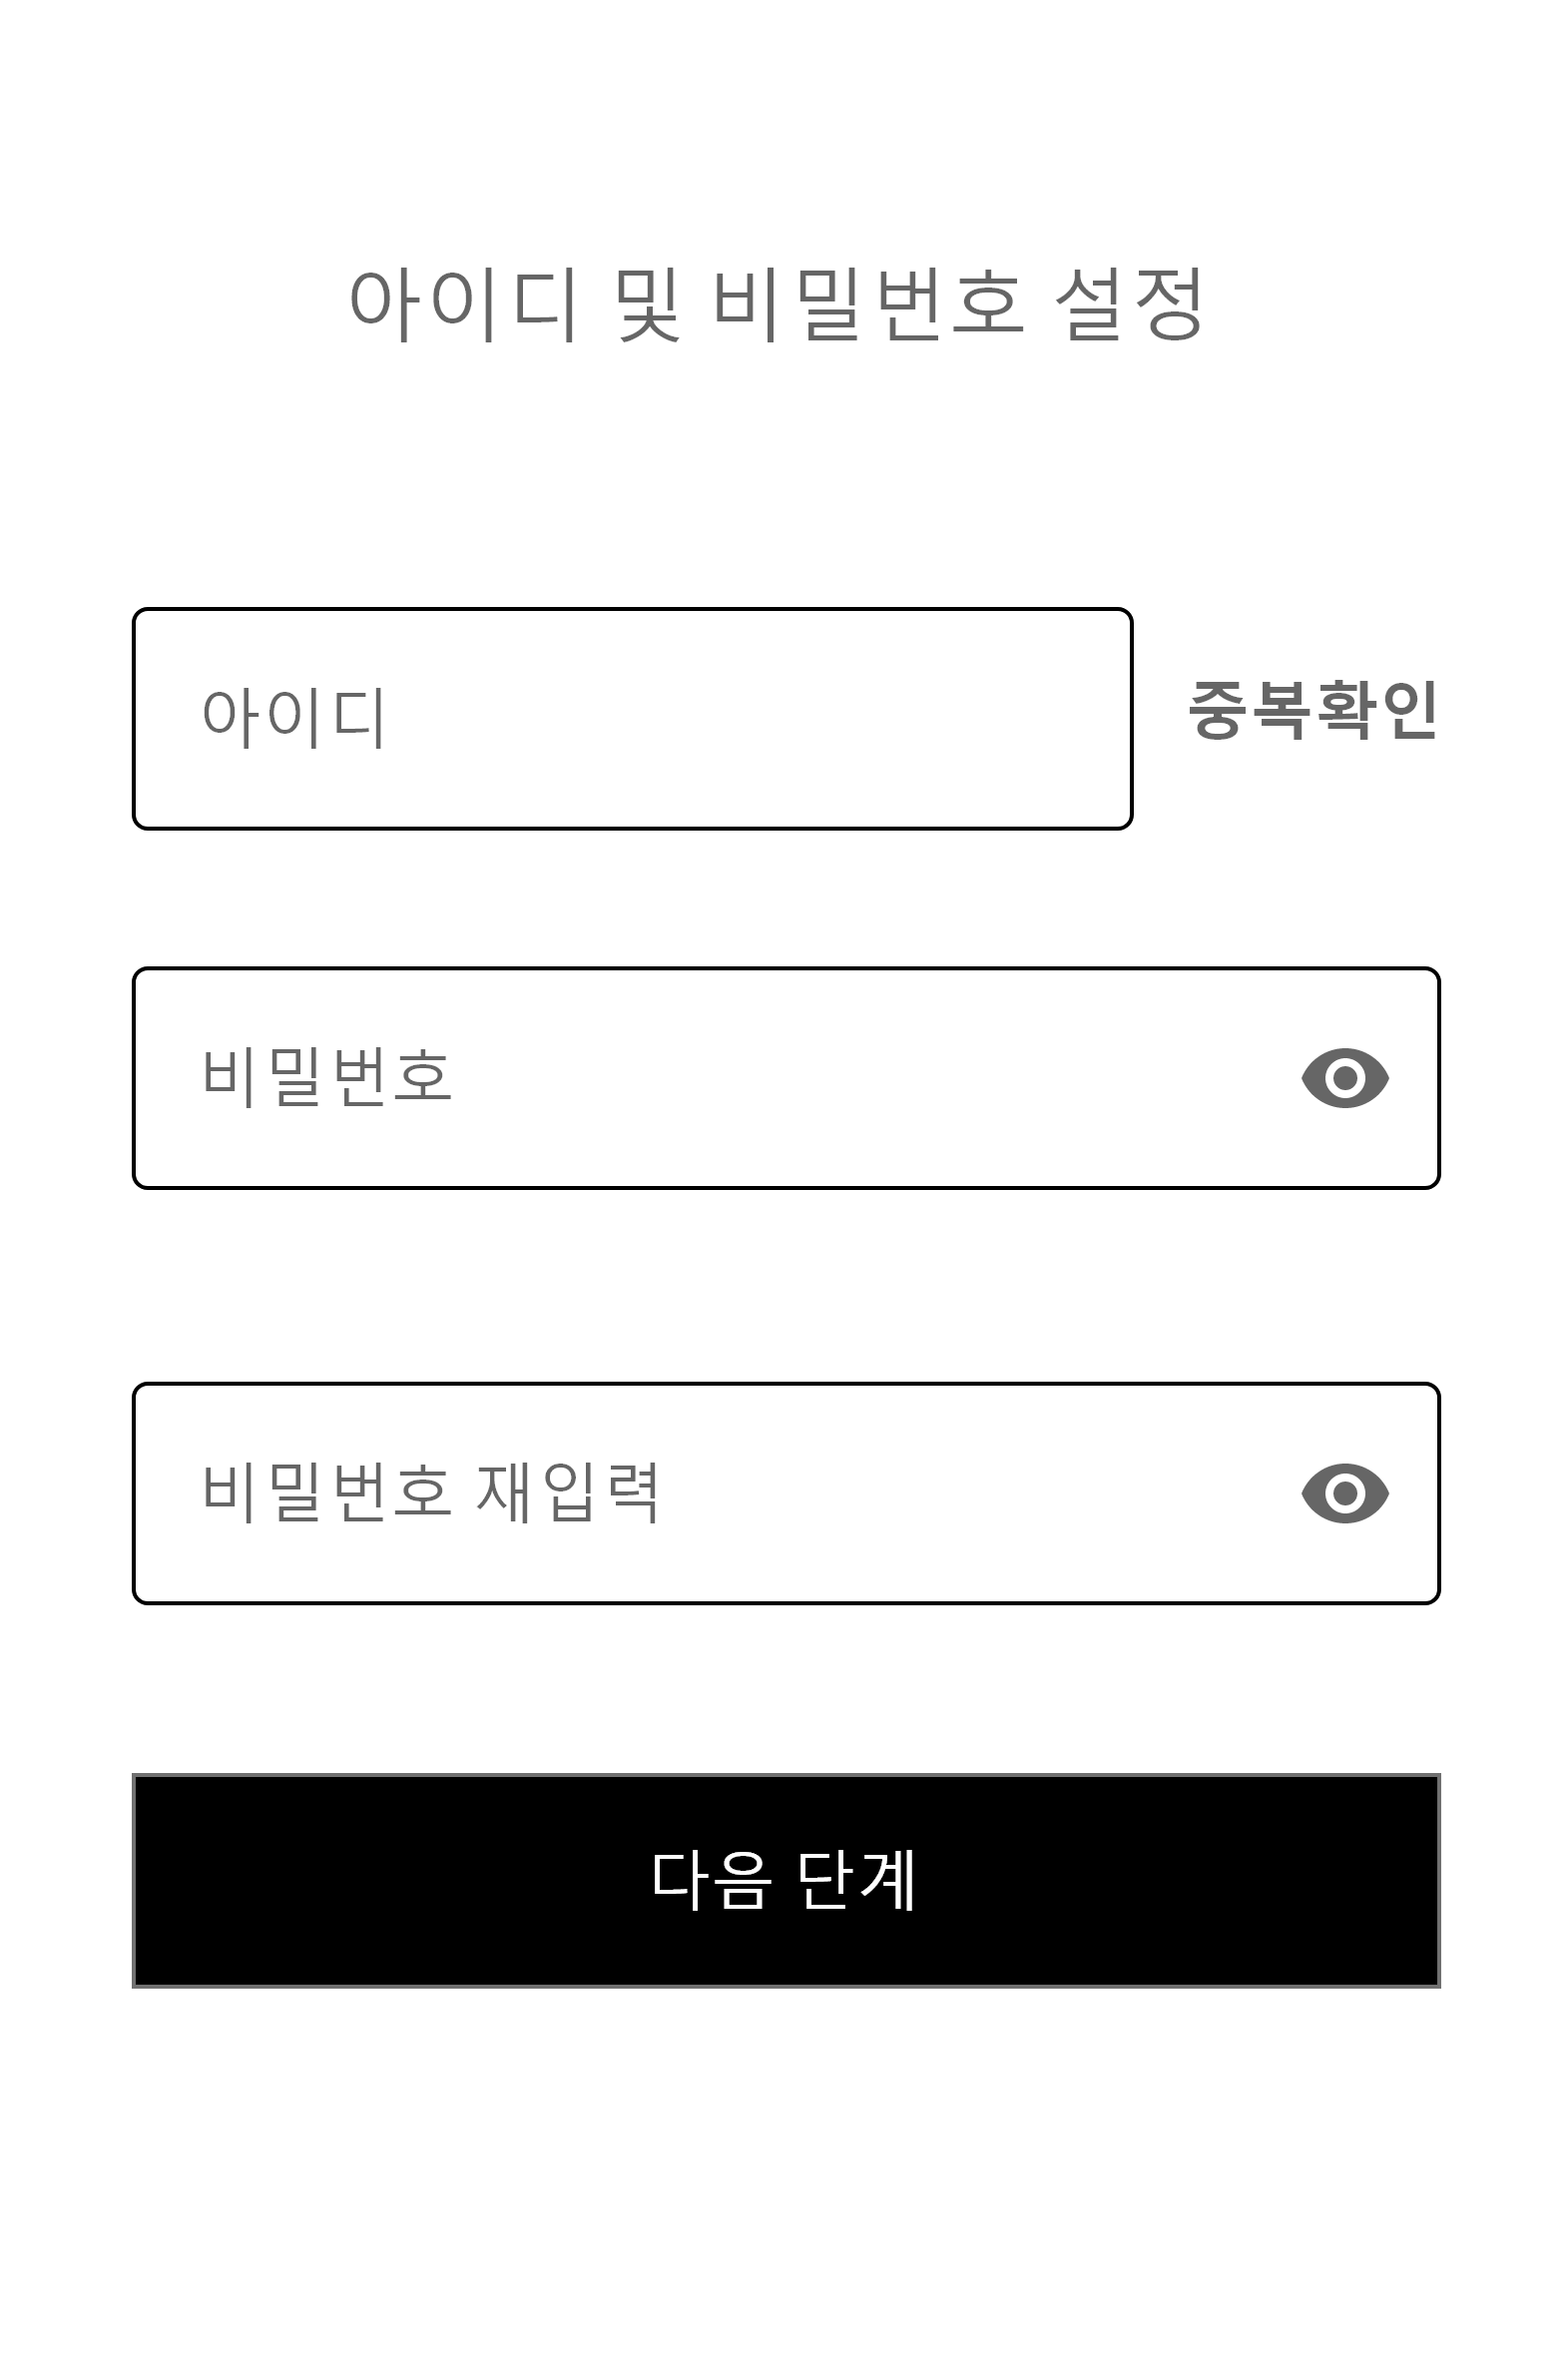 아이디 및 비밀번호 설정
아이디
중복확인
비밀번호
비밀번호 재입력
다음 단계